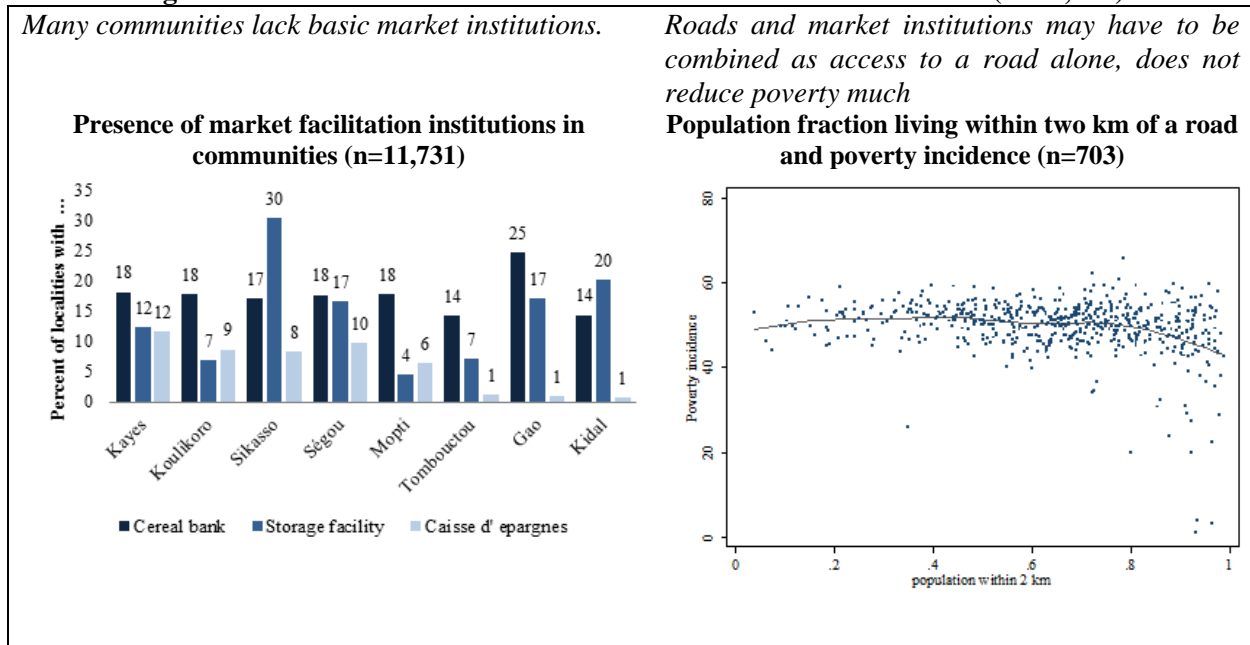 Many communities lack basic market institutions.
Presence of market facilitation institutions in
communities (n=11,731)
Percent of localities with ...
35
30
25
20
15
10
5
0
18
12
12
18
7
9
17
30
8
18
17
10
18
4
6
14
7
1
25
17
1
14
20
1
Kayes
Koulikoro
Sikasso
Ségou
Mopti
Tombouctou
Gao
Kidal
Cereal bank
Storage facility
Caisse d' epargnes
Roads and market institutions may have to be
combined as access to a road alone, does not
reduce poverty much
Population fraction living within two km of a road
and poverty incidence (n=703)
Poverty incidence
80
60
40
20
0
0
.2
.4
.6
.8
1
population within 2 km